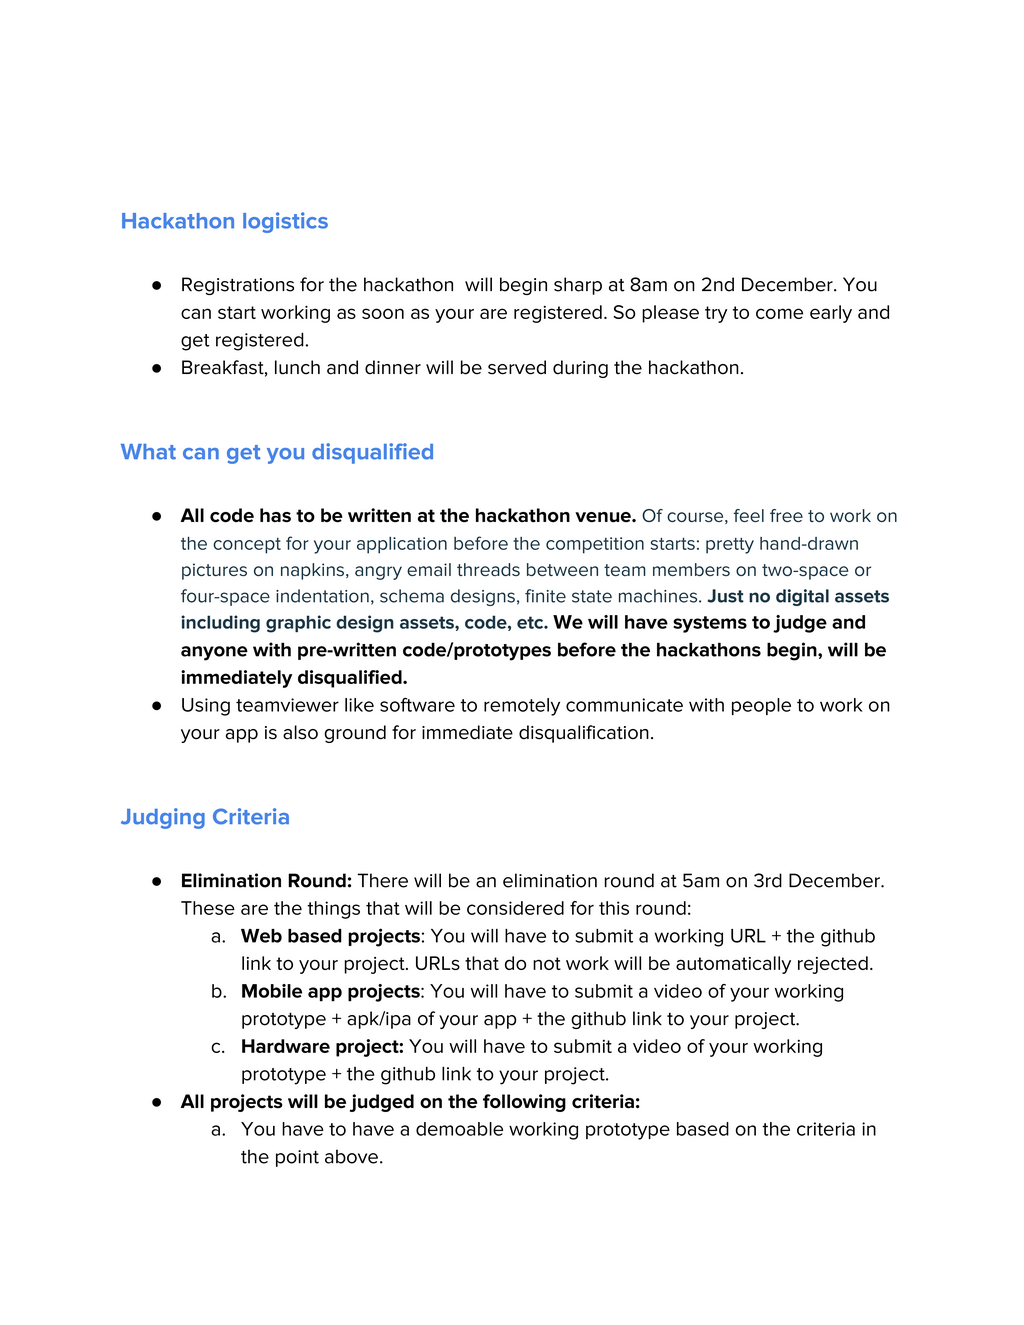 Hackathon logistics
● Registrations for the hackathon  will begin sharp at 8am on 2nd December. You
can start working as soon as your are registered. So please try to come early and
get registered.
● Breakfast, lunch and dinner will be served during the hackathon.
What can get you disqualified
● All code has to be written at the hackathon venue. Of course, feel free to work on
the concept for your application before the competition starts: pretty hand-drawn
pictures on napkins, angry email threads between team members on two-space or
four-space indentation, schema designs, finite state machines. Just no digital assets
including graphic design assets, code, etc. We will have systems to judge and
anyone with pre-written code/prototypes before the hackathons begin, will be
immediately disqualified.
● Using teamviewer like software to remotely communicate with people to work on
your app is also ground for immediate disqualification.
Judging Criteria
● Elimination Round: There will be an elimination round at 5am on 3rd December.
These are the things that will be considered for this round:
a. Web based projects: You will have to submit a working URL + the github
link to your project. URLs that do not work will be automatically rejected.
b. Mobile app projects: You will have to submit a video of your working
prototype + apk/ipa of your app + the github link to your project.
c. Hardware project: You will have to submit a video of your working
prototype + the github link to your project.
● All projects will be judged on the following criteria:
a. You have to have a demoable working prototype based on the criteria in
the point above.